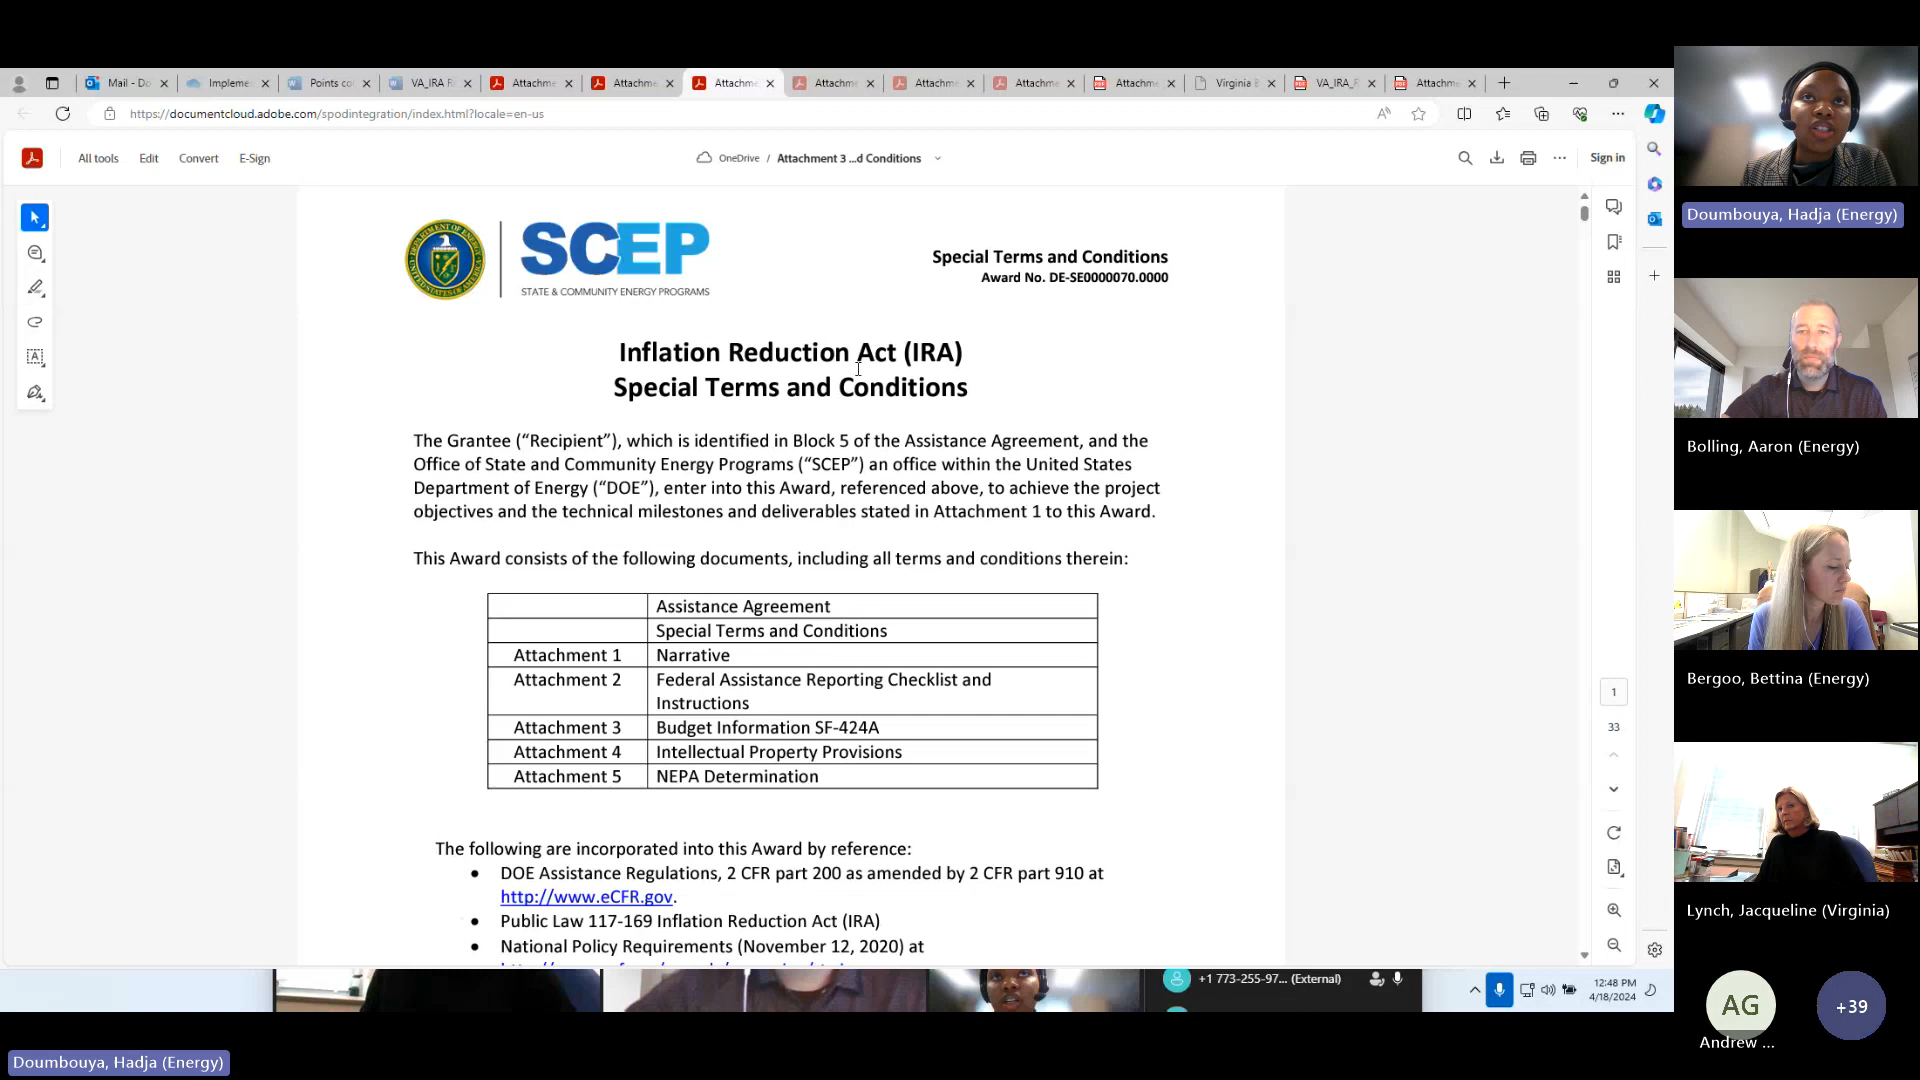 Mail - Do
Impleme
Points co
VA_IRA R
Attachme
Attachme
Attachme
Attachme
Attachme
Attachme
Attachme
Virginia E
VA_IRA_F
Attachme
https://documentcloud.adobe.com/spodintegration/index.html?locale=en-us
All tools
Edit
Convert
E-Sign
OneDrive / Attachment 3 ...d Conditions
Sign in
SCEP
STATE & COMMUNITY ENERGY PROGRAMS
Special Terms and Conditions
Award No. DE-SE0000070.0000
Inflation Reduction Act (IRA)
Special Terms and Conditions
The Grantee (“Recipient”), which is identified in Block 5 of the Assistance Agreement, and the
Office of State and Community Energy Programs (“SCEP”) an office within the United States
Department of Energy (“DOE”), enter into this Award, referenced above, to achieve the project
objectives and the technical milestones and deliverables stated in Attachment 1 to this Award.
This Award consists of the following documents, including all terms and conditions therein:
Assistance Agreement
Special Terms and Conditions
Attachment 1 Narrative
Attachment 2 Federal Assistance Reporting Checklist and
Instructions
Attachment 3 Budget Information SF-424A
Attachment 4 Intellectual Property Provisions
Attachment 5 NEPA Determination
The following are incorporated into this Award by reference:
• DOE Assistance Regulations, 2 CFR part 200 as amended by 2 CFR part 910 at
http://www.eCFR.gov.
• Public Law 117-169 Inflation Reduction Act (IRA)
• National Policy Requirements (November 12, 2020) at
1
33
+1 773-255-97... (External)
12:48 PM
4/18/2024
Doumbouya, Hadja (Energy)
Bolling, Aaron (Energy)
Bergoo, Bettina (Energy)
Lynch, Jacqueline (Virginia)
AG
Andrew ...
+39
Doumbouya, Hadja (Energy)